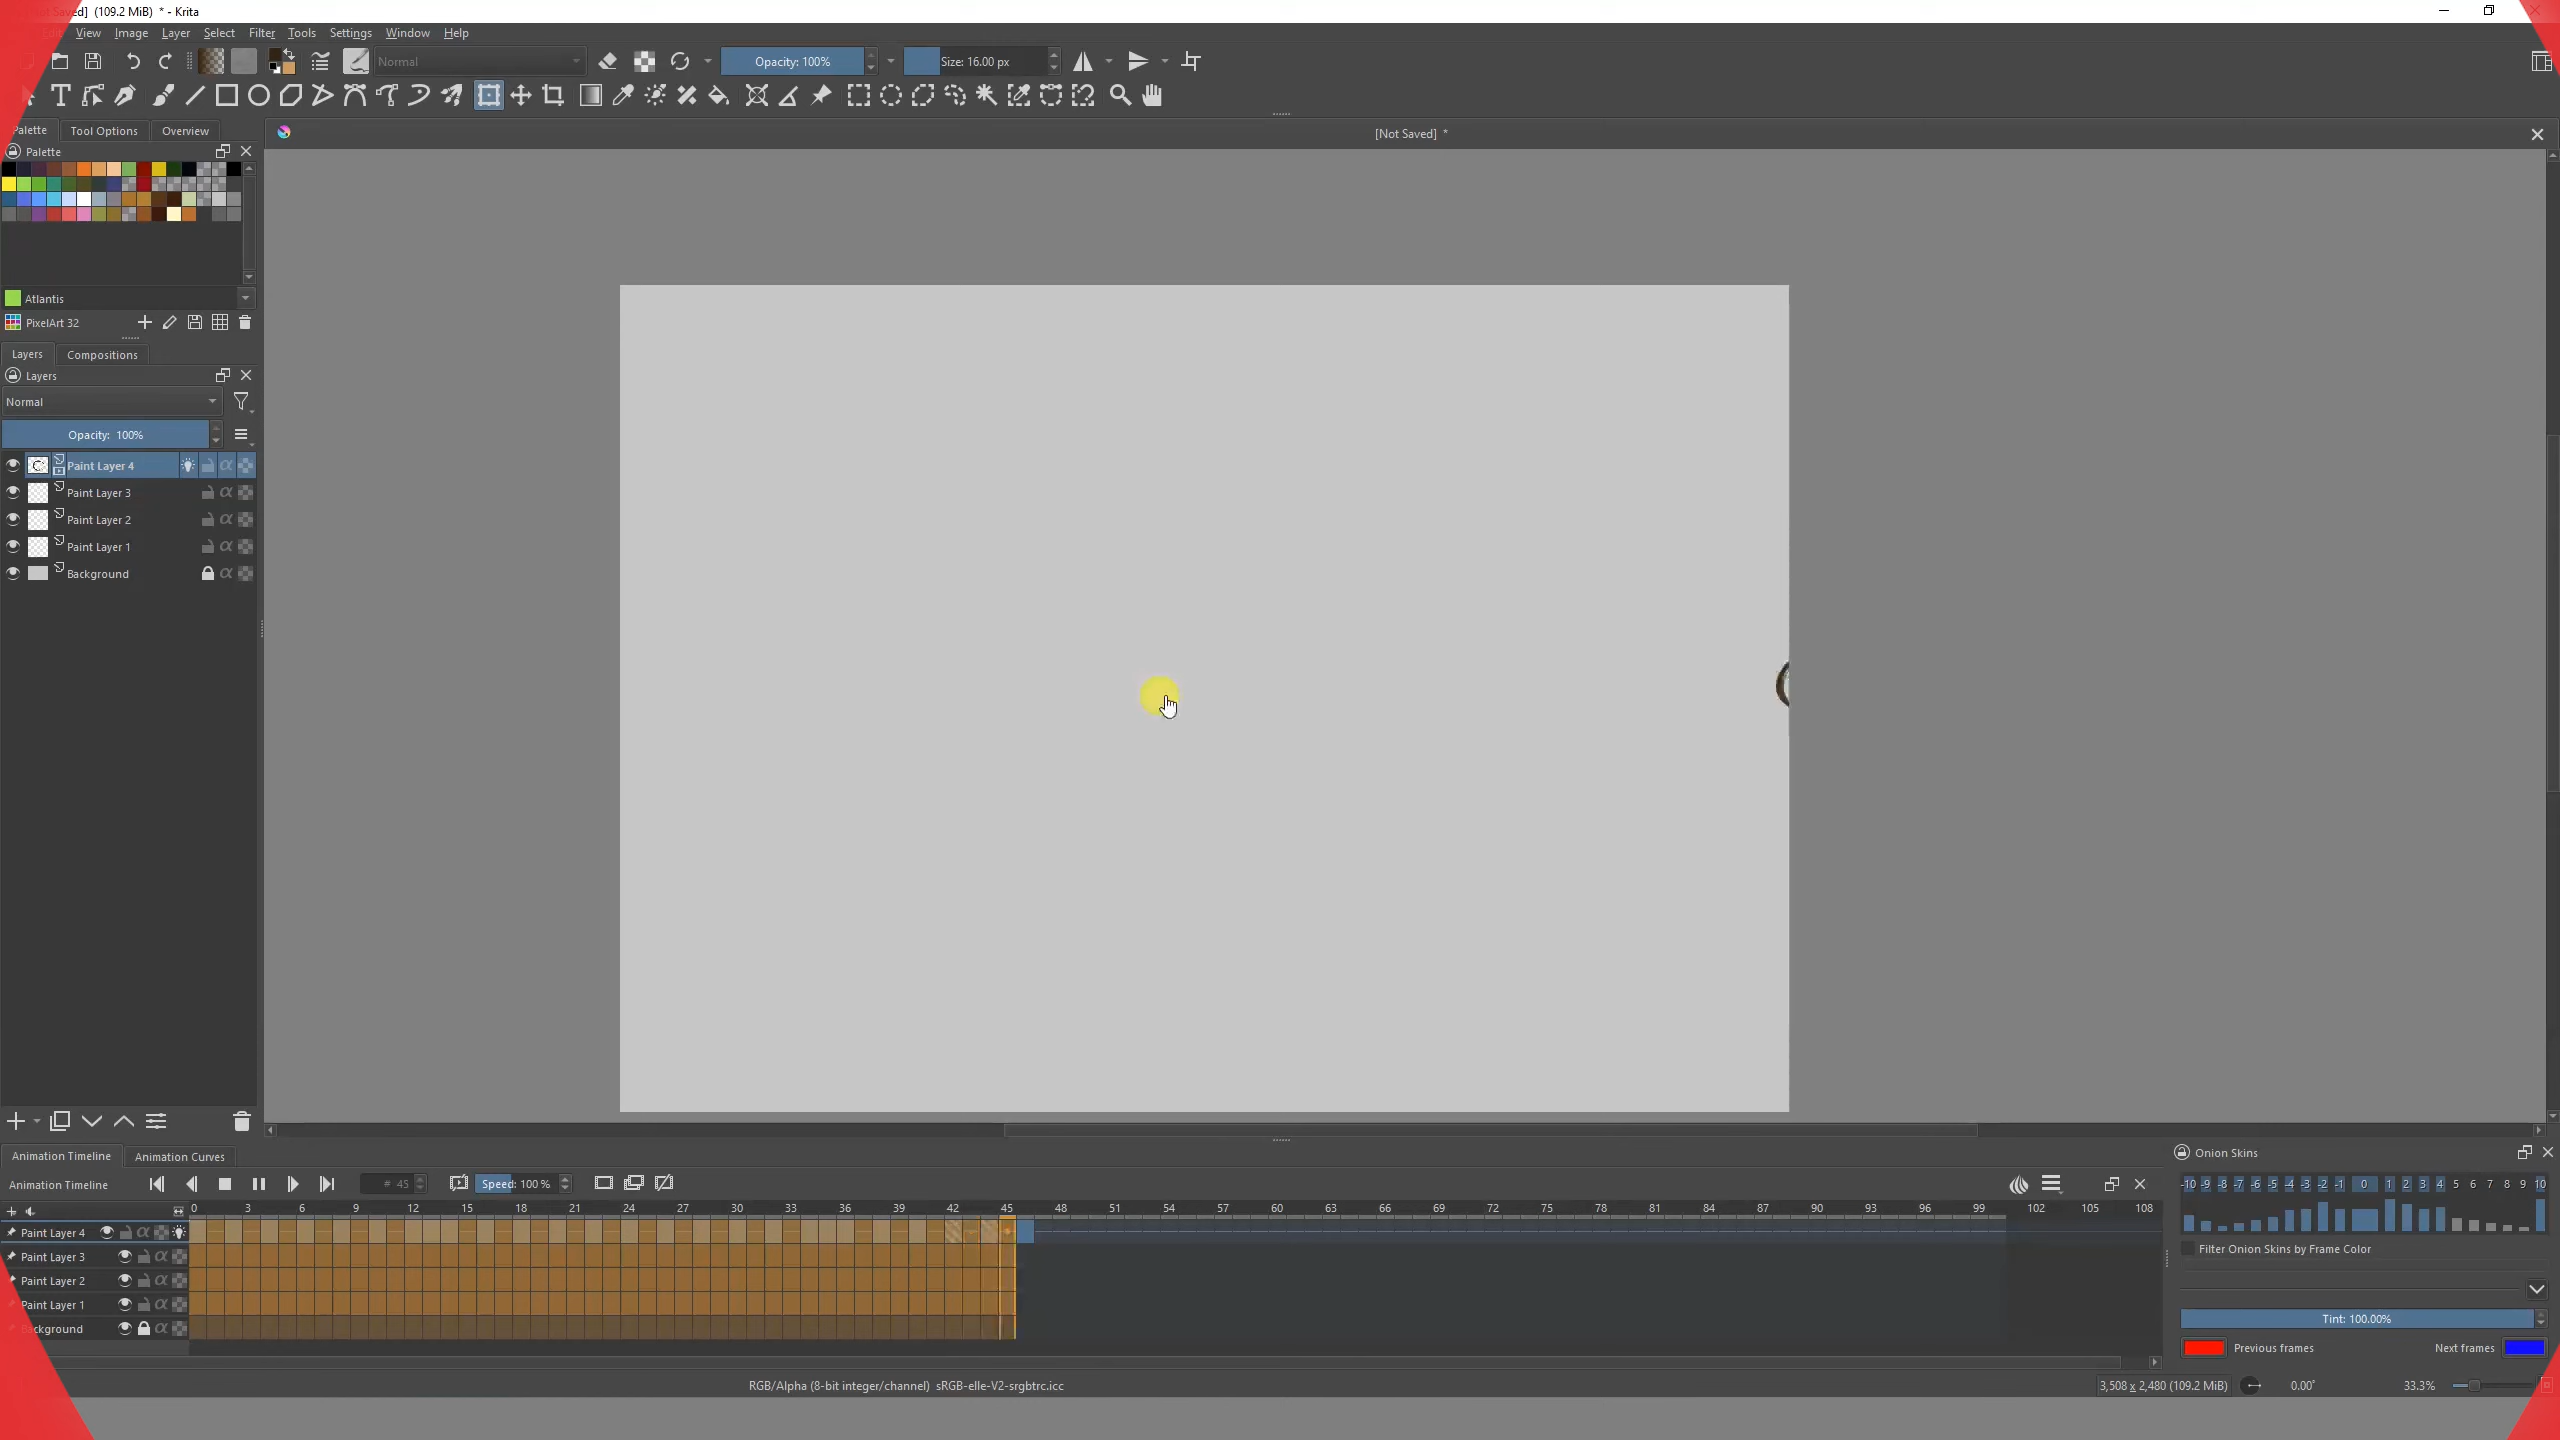 ed] (109.2 MiB) * - Krita
View Image Layer Select Filter Tools Settings Window Help
Normal
Opacity: 100%
Size: 16.00 px
Palette Tool Options Overview
[Not Saved] *
Palette
Atlantis
PixelArt 32
Layers Compositions
Layers
Normal
Opacity: 100%
Paint Layer 4
Paint Layer 3
Paint Layer 2
Paint Layer 1
Background
Animation Timeline Animation Curves
Onion Skins
Animation Timeline
# 45
Speed: 100 %
-10 -9 -8 -7 -6 -5 -4 -3 -2 -1 0 1 2 3 4 5 6 7 8 9 10
0 3 6 9 12 15 18 21 24 27 30 33 36 39 42 45 48 51 54 57 60 63 66 69 72 75 78 81 84 87 90 93 96 99 102 105 108
Paint Layer 4
Filter Onion Skins by Frame Color
Paint Layer 3
Paint Layer 2
Paint Layer 1
Tint: 100.00%
ckground
Previous frames
Next frames
RGB/Alpha (8-bit integer/channel) sRGB-elle-V2-srgbtrc.icc
3,508 x 2,480 (109.2 MiB)
0.00°
33.3%